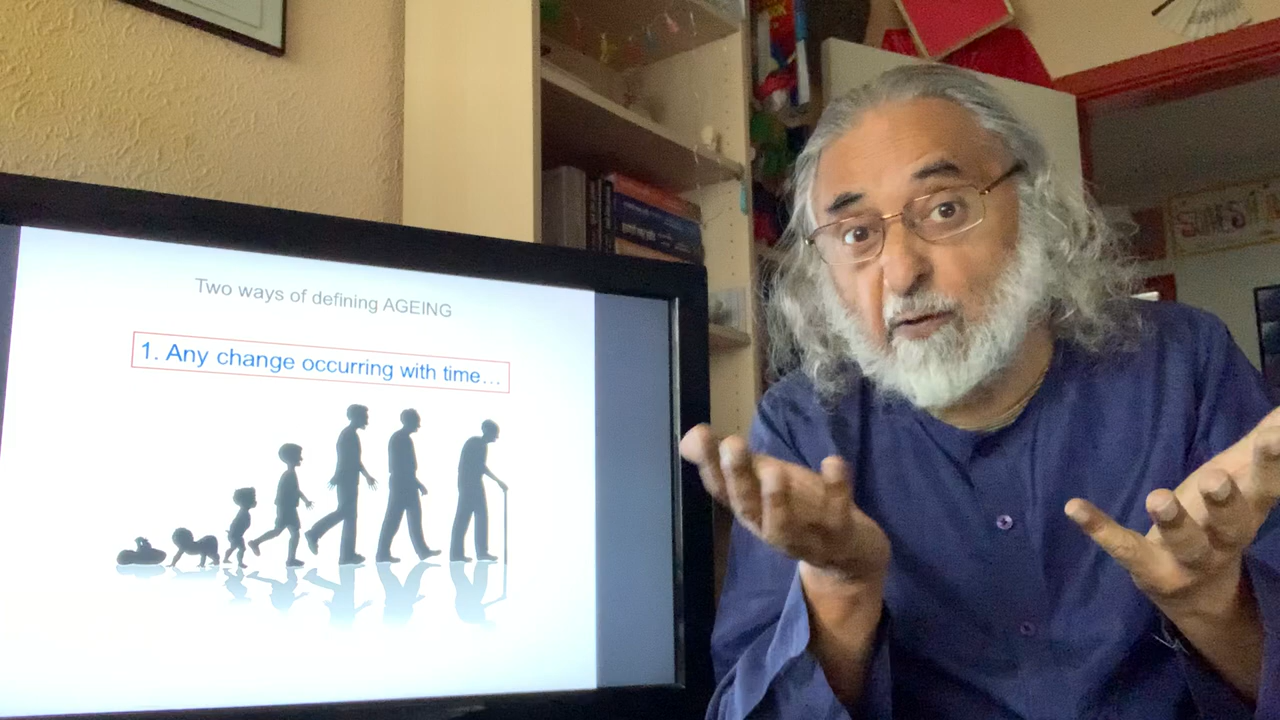 Two ways of defining AGEING
1. Any change occurring with time…